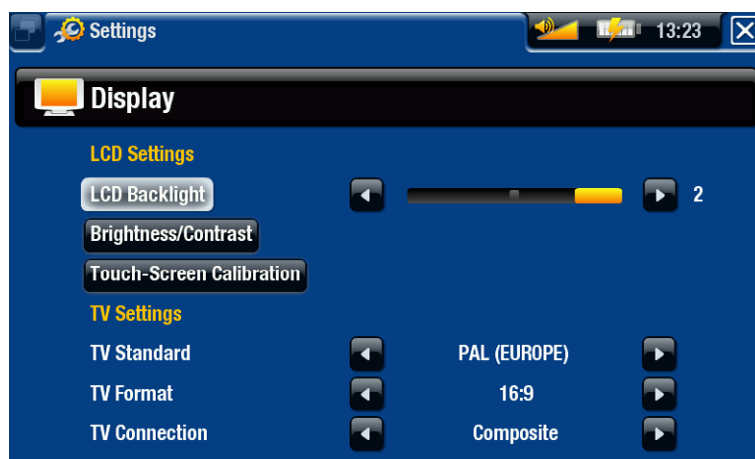 Settings 13:23
Display
LCD Settings
LCD Backlight 2
Brightness/Contrast
Touch-Screen Calibration
TV Settings
TV Standard PAL (EUROPE)
TV Format 16:9
TV Connection Composite